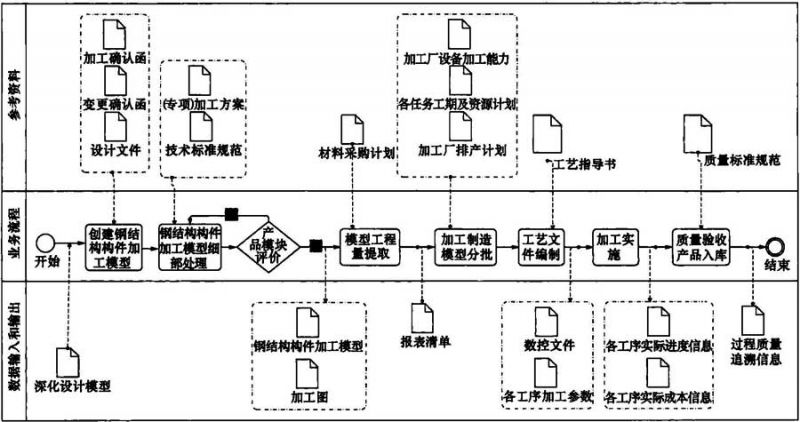 参考资料
加工确认函
变更确认函
设计文件
(专项)加工方案
技术标准规范
材料采购计划
加工厂设备加工能力
各任务工期及资源计划
加工厂排产计划
工艺指导书
质量标准规范
业务流程
开始
创建钢结
构构件加
工模型
钢结构构件
加工模型细
部处理
产
品模块
评价
模型工程
量提取
加工制造
模型分批
工艺文
件编制
加工实
施
质量验收
产品入库
结束
数据输入和输出
深化设计模型
钢结构构件加工模型
加工图
报表清单
数控文件
各工序加工参数
各工序实际进度信息
各工序实际成本信息
过程质量
追溯信息